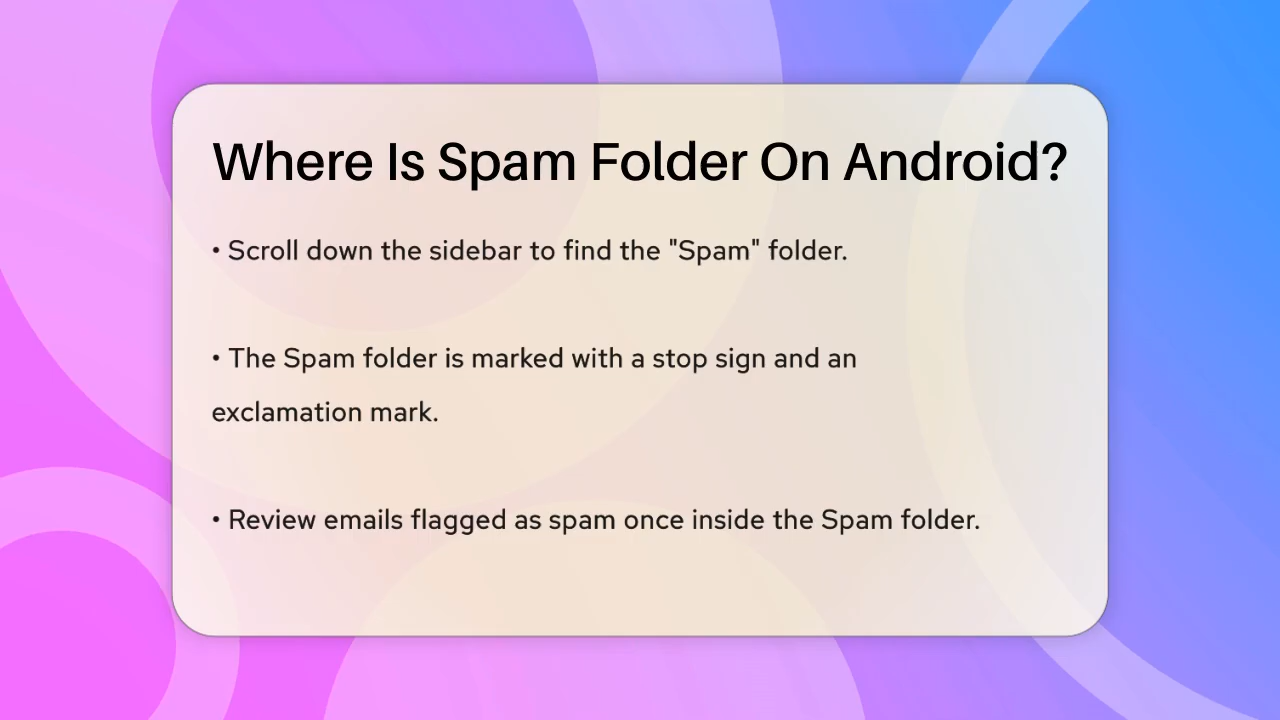 Where Is Spam Folder On Android?
• Scroll down the sidebar to find the "Spam" folder.
• The Spam folder is marked with a stop sign and an
exclamation mark.
• Review emails flagged as spam once inside the Spam folder.